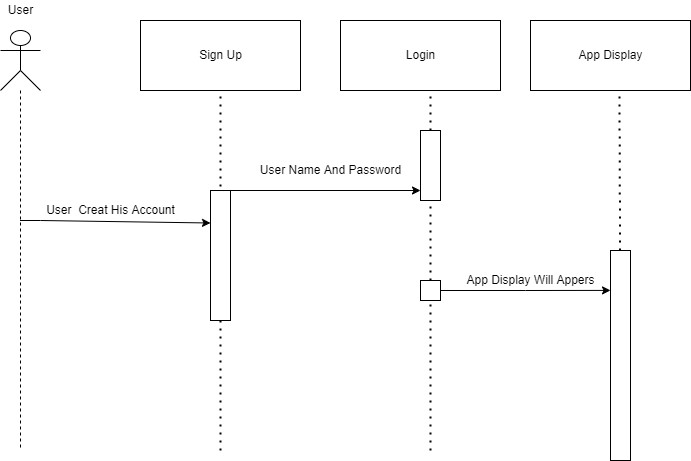 User
Sign Up
Login
App Display
User Name And Password
User  Creat His Account
App Display Will Appers